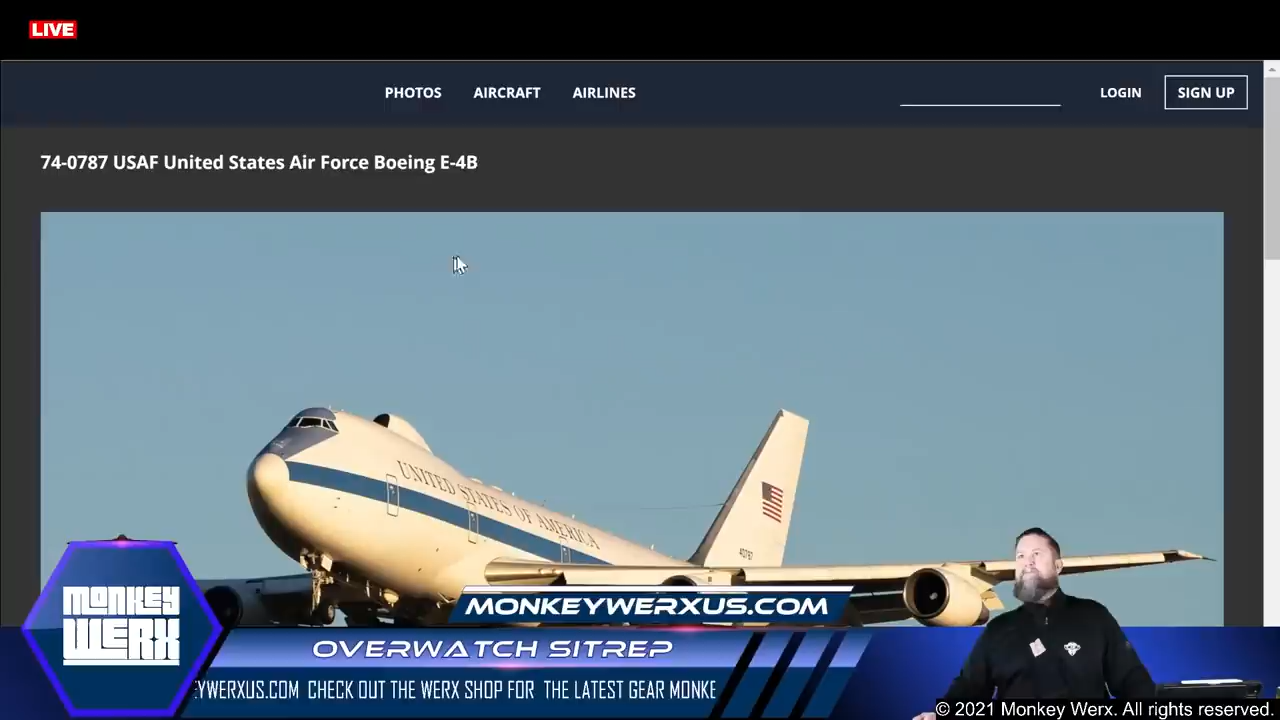 LIVE
PHOTOS AIRCRAFT AIRLINES LOGIN SIGN UP
74-0787 USAF United States Air Force Boeing E-4B
UNITED STATES OF AMERICA
40787
MONKEY
WERX
MONKEYWERXUS.COM
OVERWATCH SITREP
EYWERXUS.COM CHECK OUT THE WERX SHOP FOR THE LATEST GEAR MONKE
© 2021 Monkey Werx. All rights reserved.